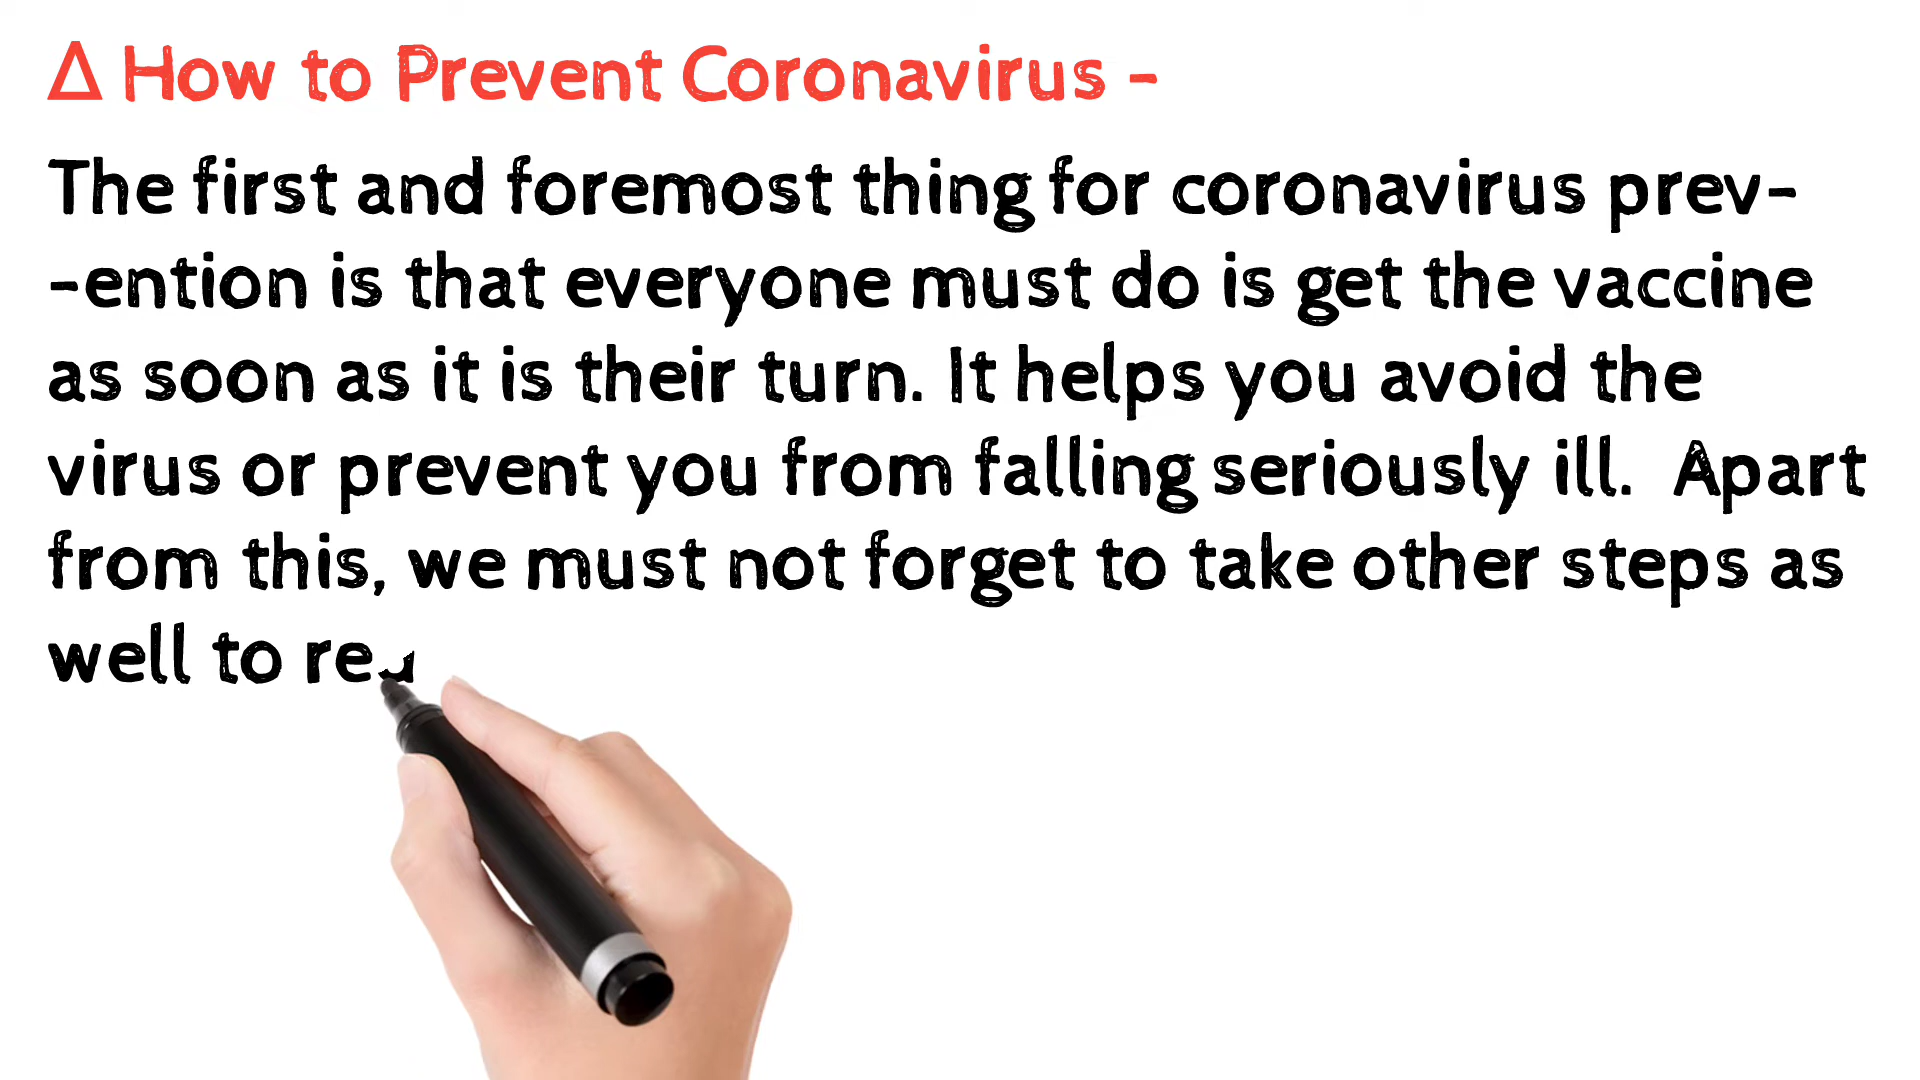 Δ How to Prevent Coronavirus -
The first and foremost thing for coronavirus prev-
-ention is that everyone must do is get the vaccine
as soon as it is their turn. It helps you avoid the
virus or prevent you from falling seriously ill. Apart
from this, we must not forget to take other steps as
well to